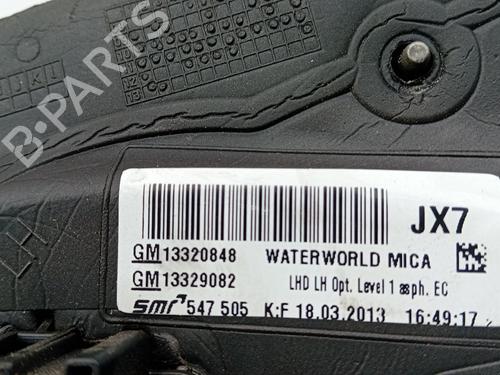 B-PARTS
JX7
GM 13320848 WATERWORLD MICA
GM 13329082 LHD LH Opt. Level 1 asph. EC
smr 547 505 K:F 18.03.2013 16:49:17
LH